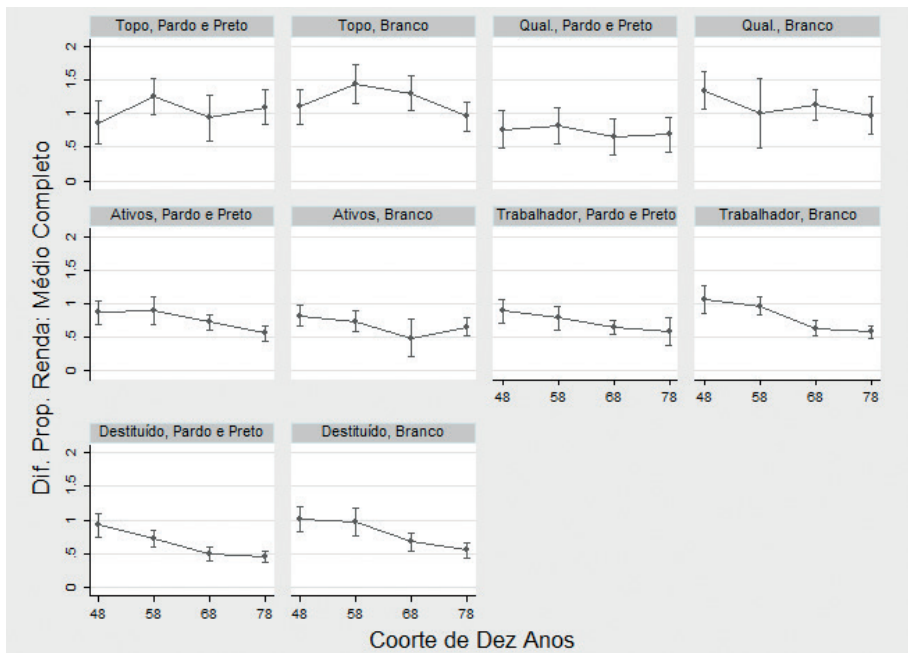 Topo, Pardo e Preto
Topo, Branco
Qual., Pardo e Preto
Qual., Branco
2
1.5
1
.5
0
Ativos, Pardo e Preto
Ativos, Branco
Trabalhador, Pardo e Preto
Trabalhador, Branco
2
1.5
1
.5
0
48 58 68 78
48 58 68 78
Destituído, Pardo e Preto
Destituído, Branco
2
1.5
1
.5
0
48 58 68 78
48 58 68 78
Dif. Prop. Renda: Médio Completo
Coorte de Dez Anos